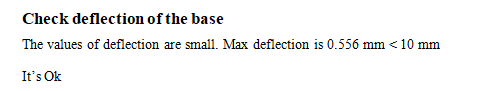 Check deflection of the base
The values of deflection are small. Max deflection is 0.556 mm < 10 mm
It’s Ok